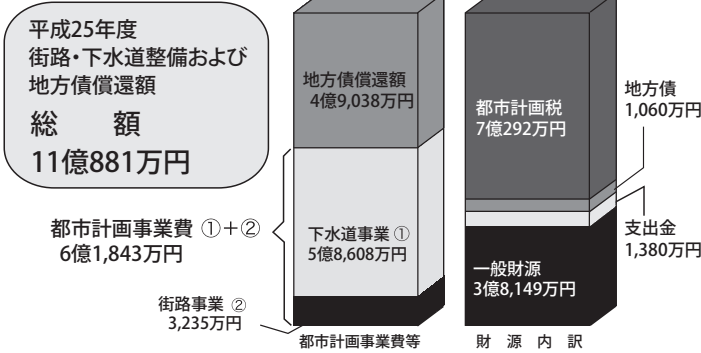 平成25年度
街路・下水道整備および
地方債償還額
総　　額
11億881万円
都市計画事業費 ①＋②
6億1,843万円
街路事業 ②
3,235万円
地方債償還額
4億9,038万円
下水道事業 ①
5億8,608万円
都市計画事業費等
都市計画税
7億292万円
一般財源
3億8,149万円
財　源　内　訳
地方債
1,060万円
支出金
1,380万円